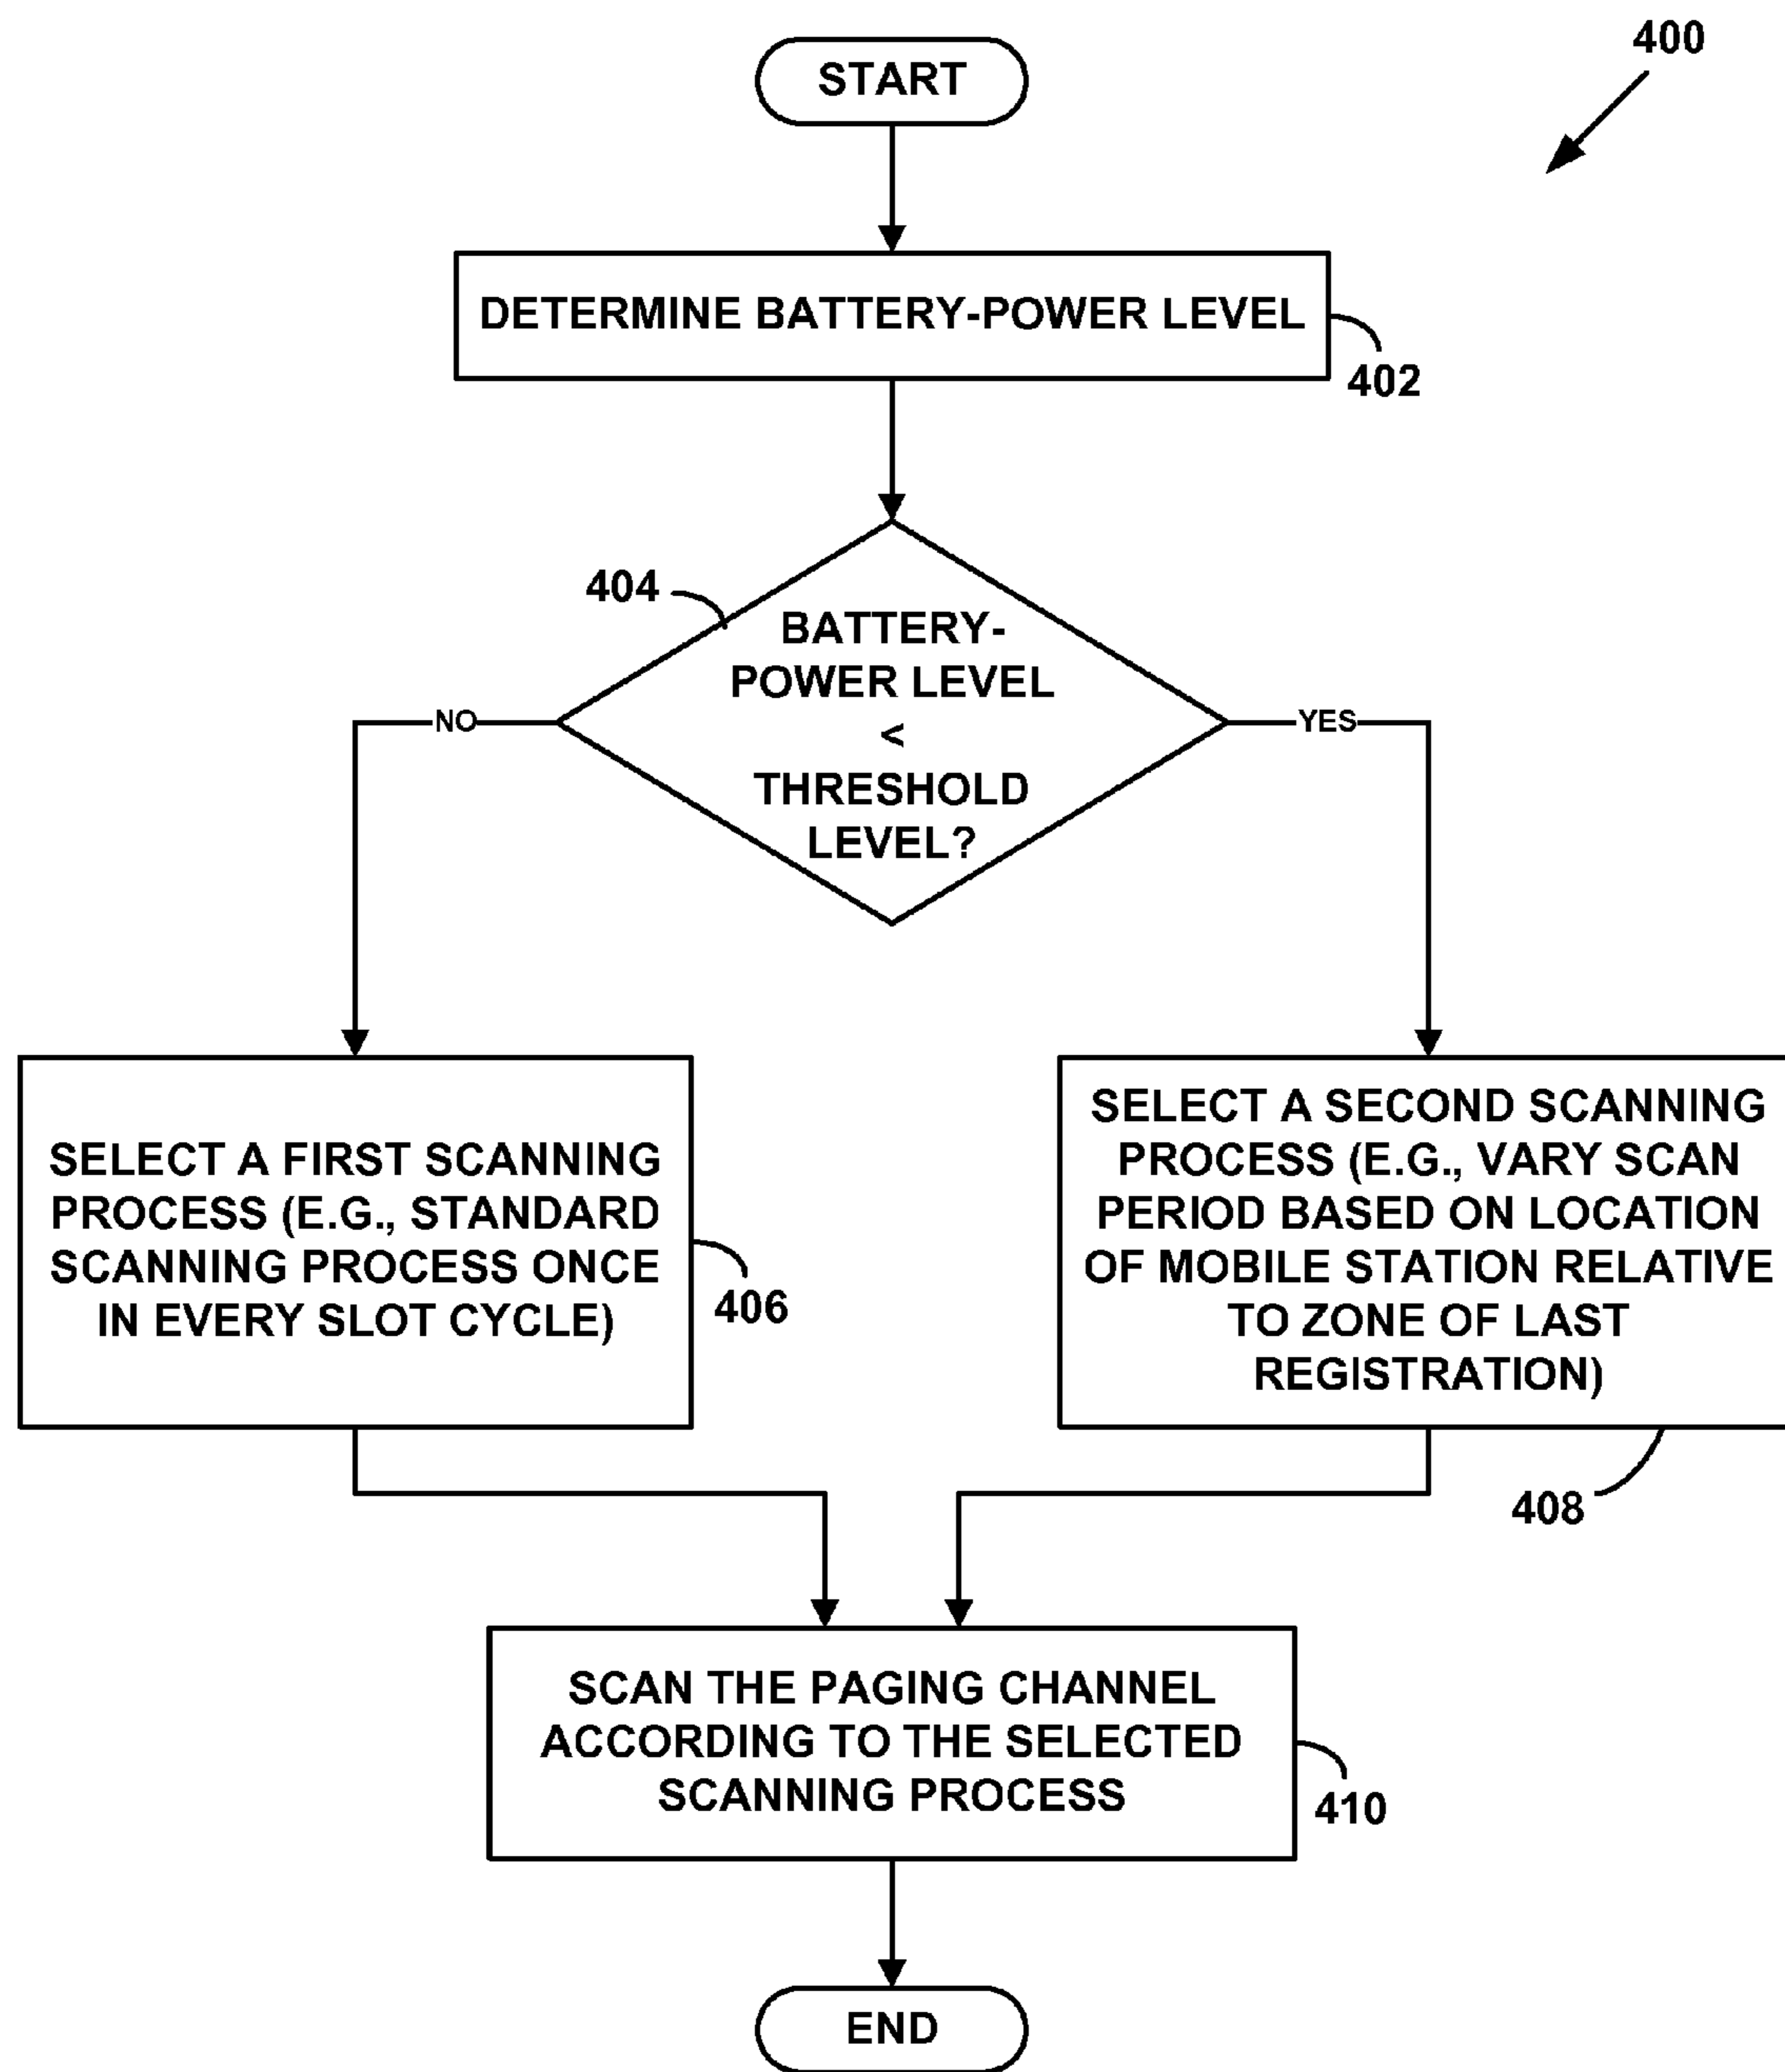 400
START
DETERMINE BATTERY-POWER LEVEL
402
404
BATTERY-
POWER LEVEL
<
THRESHOLD
LEVEL?
NO
YES
SELECT A FIRST SCANNING
PROCESS (E.G., STANDARD
SCANNING PROCESS ONCE
IN EVERY SLOT CYCLE)
406
SELECT A SECOND SCANNING
PROCESS (E.G., VARY SCAN
PERIOD BASED ON LOCATION
OF MOBILE STATION RELATIVE
TO ZONE OF LAST
REGISTRATION)
408
SCAN THE PAGING CHANNEL
ACCORDING TO THE SELECTED
SCANNING PROCESS
410
END